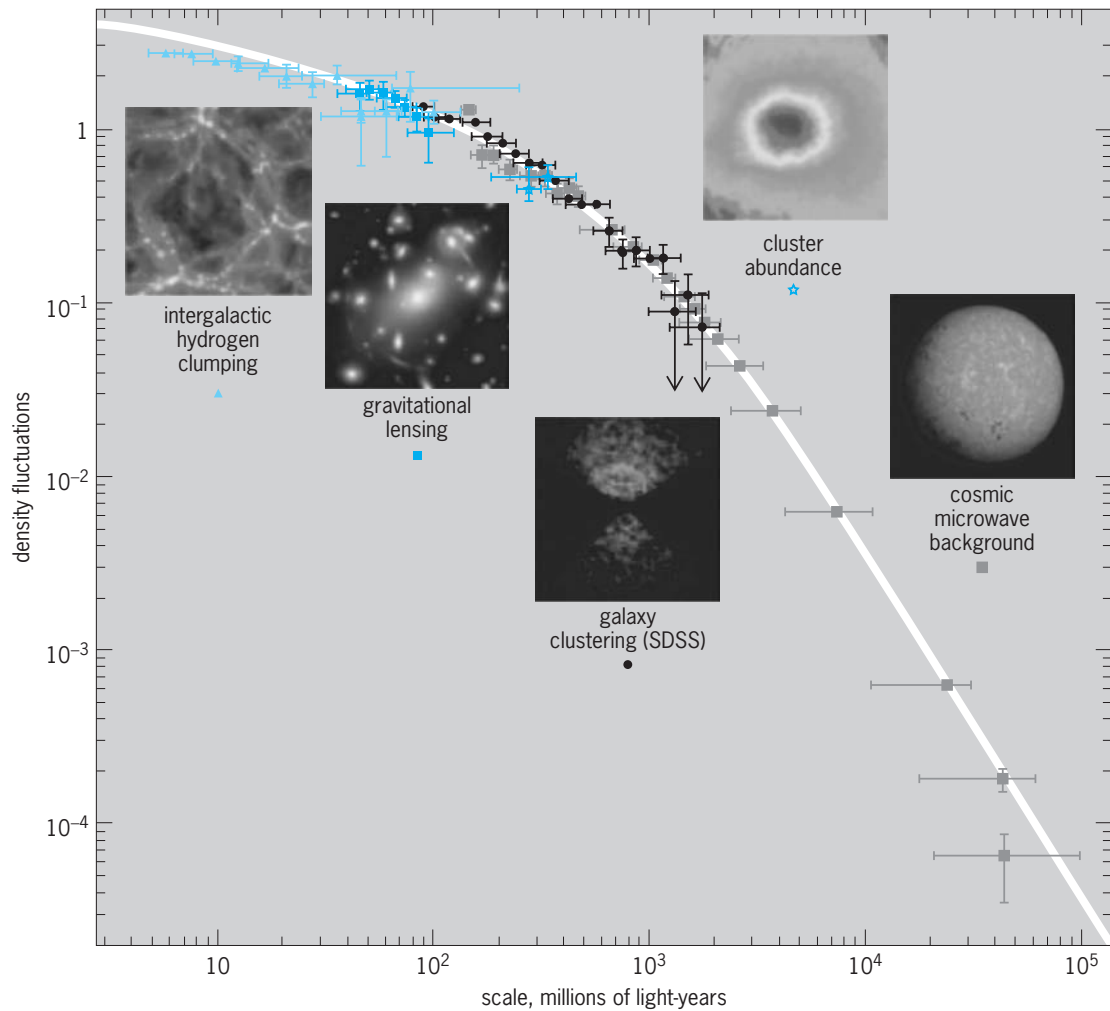 density fluctuations
1
10⁻¹
10⁻²
10⁻³
10⁻⁴
intergalactic
hydrogen
clumping
gravitational
lensing
galaxy
clustering (SDSS)
cluster
abundance
cosmic
microwave
background
10
10²
10³
10⁴
10⁵
scale, millions of light-years